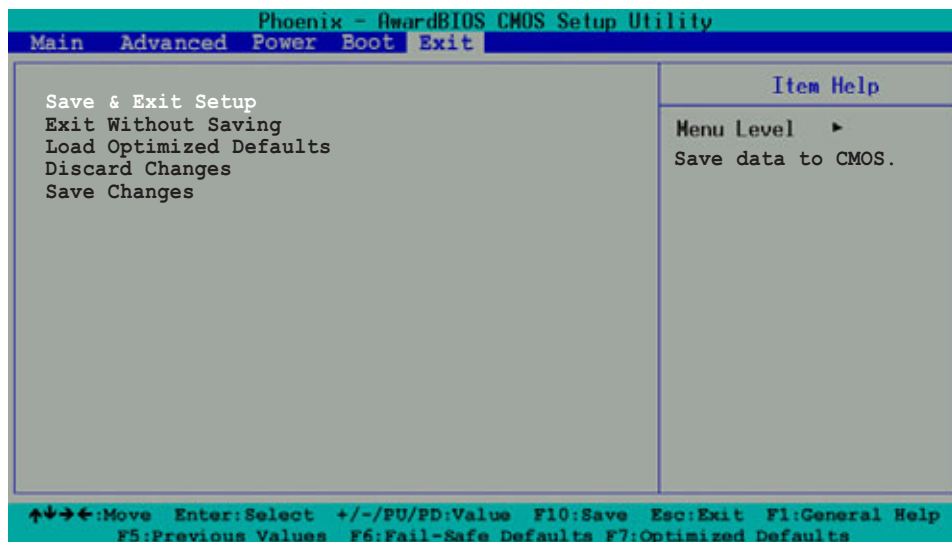 Phoenix - AwardBIOS CMOS Setup Utility
Main Advanced Power Boot Exit
Save & Exit Setup
Exit Without Saving
Load Optimized Defaults
Discard Changes
Save Changes
Item Help
Menu Level ►
Save data to CMOS.
↑↓→←:Move Enter:Select +/-/PU/PD:Value F10:Save Esc:Exit F1:General Help
F5:Previous Values F6:Fail-Safe Defaults F7:Optimized Defaults